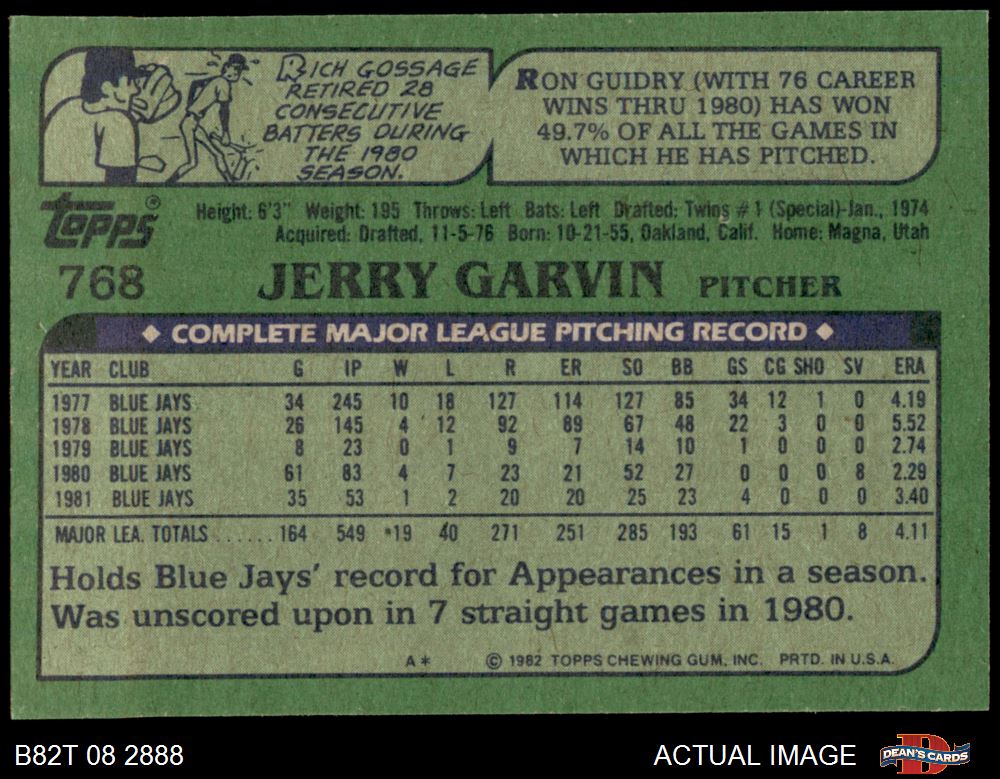 RICH GOSSAGE
RETIRED 28
CONSECUTIVE
BATTERS DURING
THE 1980
SEASON.
RON GUIDRY (WITH 76 CAREER
WINS THRU 1980) HAS WON
49.7% OF ALL THE GAMES IN
WHICH HE HAS PITCHED.
Topps®
Height: 6'3" Weight: 195 Throws: Left Bats: Left Drafted: Twins #1 (Special)-Jan., 1974
Acquired: Drafted, 11-5-76 Born: 10-21-55, Oakland, Calif. Home: Magna, Utah
768 JERRY GARVIN PITCHER
◆ COMPLETE MAJOR LEAGUE PITCHING RECORD ◆
YEAR CLUB G IP W L R ER SO BB GS CG SHO SV ERA
1977 BLUE JAYS 34 245 10 18 127 114 127 85 34 12 1 0 4.19
1978 BLUE JAYS 26 145 4 12 92 89 67 48 22 3 0 0 5.52
1979 BLUE JAYS 8 23 0 1 9 7 14 10 1 0 0 0 2.74
1980 BLUE JAYS 61 83 4 7 23 21 52 27 0 0 0 8 2.29
1981 BLUE JAYS 35 53 1 2 20 20 25 23 4 0 0 0 3.40
MAJOR LEA. TOTALS ...... 164 549 *19 40 271 251 285 193 61 15 1 8 4.11
Holds Blue Jays' record for Appearances in a season.
Was unscored upon in 7 straight games in 1980.
A* © 1982 TOPPS CHEWING GUM, INC. PRTD. IN U.S.A.
B82T 08 2888 ACTUAL IMAGE DEAN'S CARDS